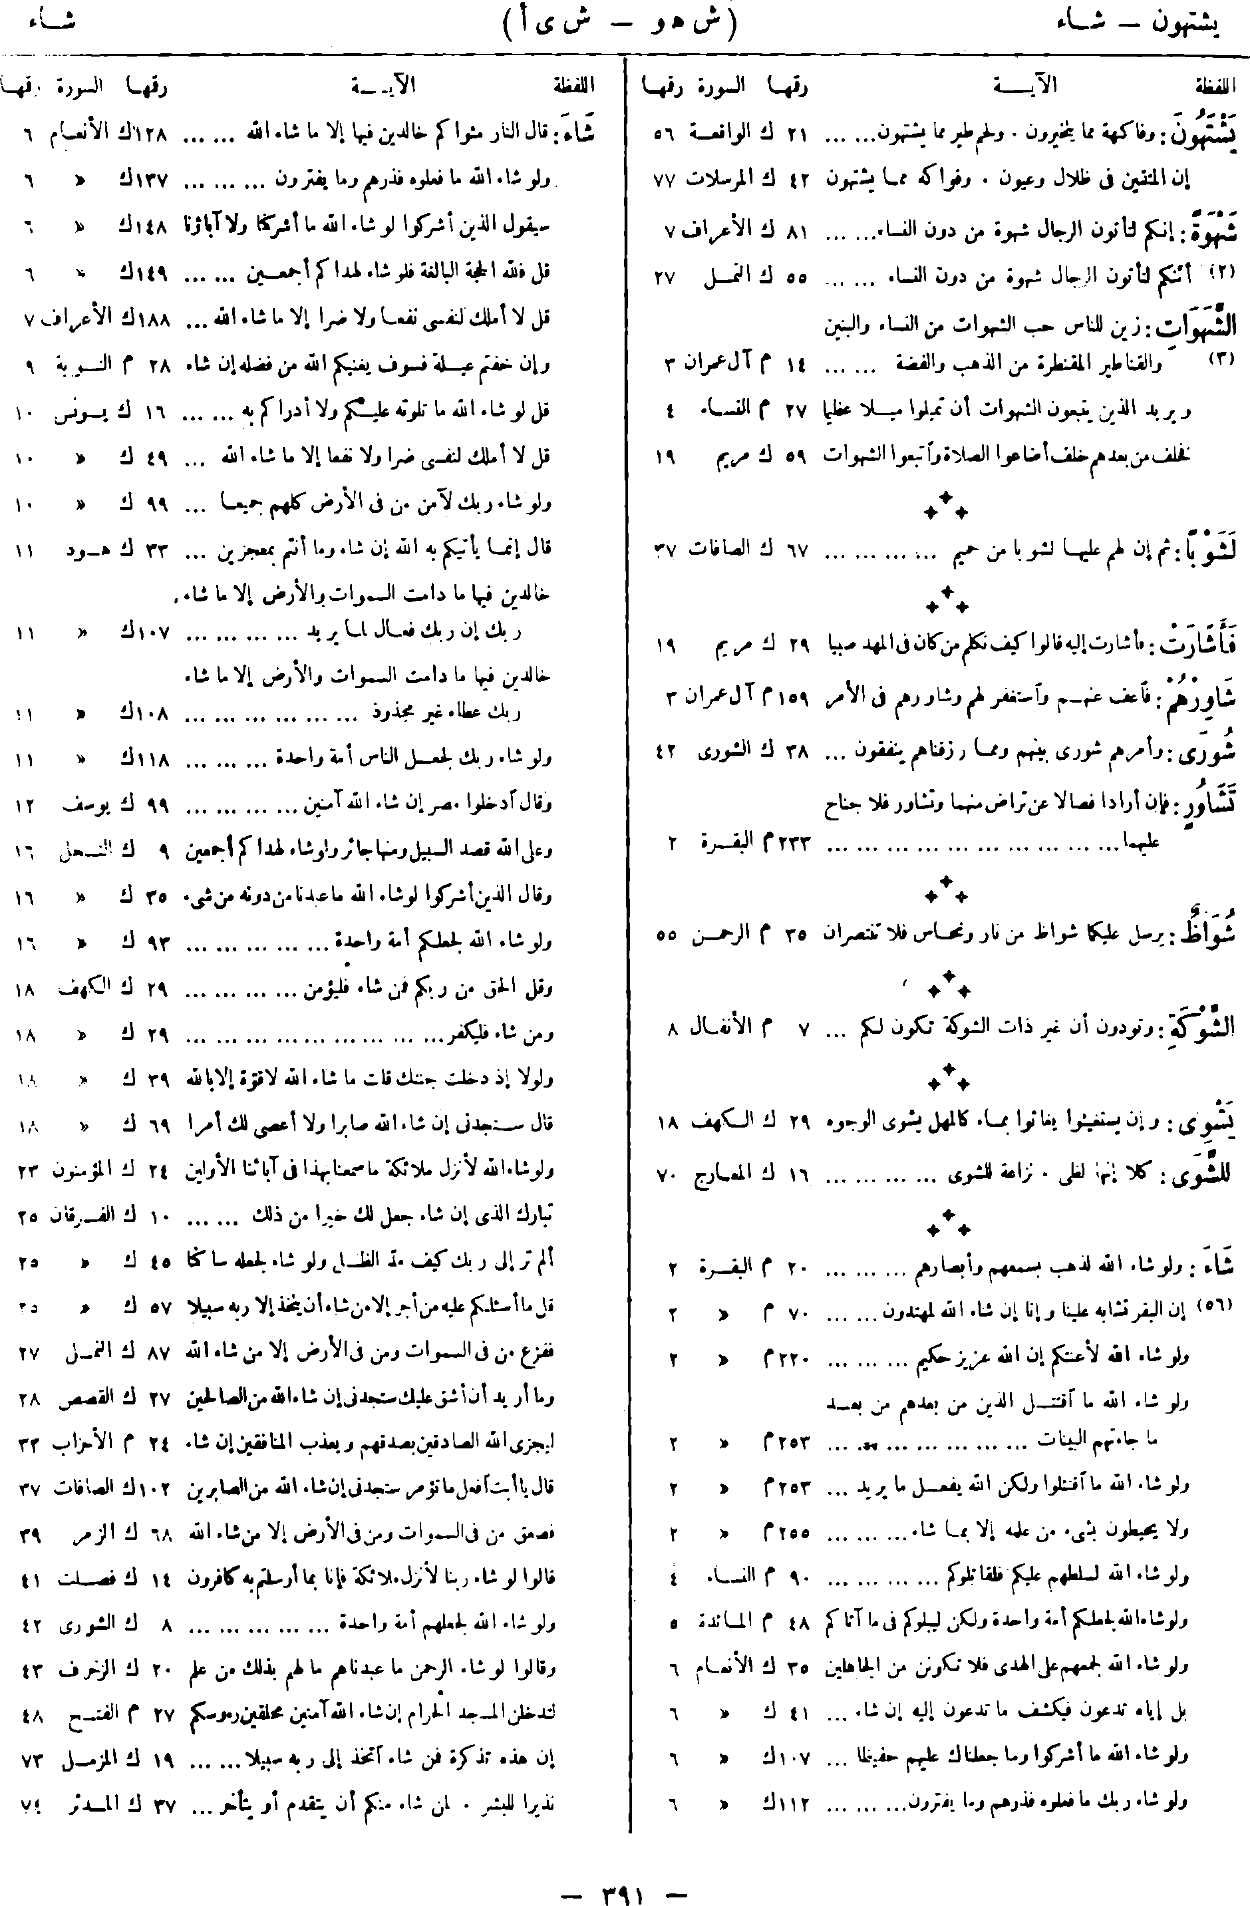 يشتهون – شاء (ش ه و – ش ى أ) شاء
اللفظة الآية رقمها السورة رقمها
يَشْتَهُونَ: وفاكهة مما يتخيرون . ولحم طير مما يشتهون... ... ٢١ ك الواقعة ٥٦
إن المتقين فى ظلال وعيون . وفواكه مما يشتهون ٤٢ ك المرسلات ٧٧
شَهْوَةً: إنكم لتأتون الرجال شهوة من دون النساء... ... ٨١ ك الأعراف ٧
(٢) أئنكم لتأتون الرجال شهوة من دون النساء ... ... ٥٥ ك النمل ٢٧
الشَّهَوَاتِ: زين للناس حب الشهوات من النساء والبنين
(٣) والقناطير المقنطرة من الذهب والفضة ... ... ١٤ م آل عمران ٣
ويريد الذين يتبعون الشهوات أن تميلوا ميلا عظيما ٢٧ م النساء ٤
فخلف من بعدهم خلف أضاعوا الصلاة وآتبعوا الشهوات ٥٩ ك مريم ١٩
لَشَوْبًا: ثم إن لهم عليها لشوبا من حميم ... ... ... ... ٦٧ ك الصافات ٣٧
فَأَشَارَتْ: فأشارت إليه قالوا كيف نكلم من كان فى المهد صبيا ٢٩ ك مريم ١٩
شَاوِرْهُمْ: فآعف عنهم وآستغفر لهم وشاورهم فى الأمر ١٥٩ م آل عمران ٣
شُورَى: وأمرهم شورى بينهم ومما رزقناهم ينفقون ... ٣٨ ك الشورى ٤٢
تَشَاوُرٍ: فإن أرادا فصالا عن تراض منهما وتشاور فلا جناح
عليهما... ... ... ... ... ... ... ... ... ... ٢٣٣ م البقرة ٢
شُوَاظٌ: يرسل عليكما شواظ من نار ونحاس فلا تنتصران ٣٥ م الرحمن ٥٥
الشَّوْكَةِ: وتودون أن غير ذات الشوكة تكون لكم ... ٧ م الأنفال ٨
يَشْوِى: وإن يستغيثوا يغاثوا بماء كالمهل يشوى الوجوه ٢٩ ك الكهف ١٨
لِلشَّوَى: كلا إنها لظى . نزاعة للشوى ... ... ... ... ١٦ ك المعارج ٧٠
شَاءَ: ولو شاء الله لذهب بسمعهم وأبصارهم ... ... ... ٢٠ م البقرة ٢
(٥٦) إن البقر تشابه علينا وإنا إن شاء الله لمهتدون... ... ٧٠ م « ٢
ولو شاء الله لأعنتكم إن الله عزيز حكيم ... ... ... ٢٢٠ م « ٢
ولو شاء الله ما آقتتل الذين من بعدهم من بعد
ما جاءتهم البينات ... ... ... ... ... ... ... ٢٥٣ م « ٢
ولو شاء الله ما آقتتلوا ولكن الله يفعل ما يريد ... ٢٥٣ م « ٢
ولا يحيطون بشىء من علمه إلا بما شاء... ... ... ٢٥٥ م « ٢
ولو شاء الله لسلطهم عليكم فلقاتلوكم ... ... ... ... ٩٠ م النساء ٤
ولو شاء الله لجعلكم أمة واحدة ولكن ليبلوكم فى ما آتاكم ٤٨ م المائدة ٥
ولو شاء الله لجمعهم على الهدى فلا تكونن من الجاهلين ٣٥ ك الأنعام ٦
بل إياه تدعون فيكشف ما تدعون إليه إن شاء ... ٤١ ك « ٦
ولو شاء الله ما أشركوا وما جعلناك عليهم حفيظا ... ١٠٧ ك « ٦
ولو شاء ربك ما فعلوه فذرهم وما يفترون... ... ... ١١٢ ك « ٦
اللفظة الآية رقمها السورة رقمها
شَاءَ: قال النار مثواكم خالدين فيها إلا ما شاء الله ... ... ١٢٨ ك الأنعام ٦
ولو شاء الله ما فعلوه فذرهم وما يفترون ... ... ... ١٣٧ ك « ٦
سيقول الذين أشركوا لو شاء الله ما أشركنا ولا آباؤنا ١٤٨ ك « ٦
قل فلله الحجة البالغة فلو شاء لهداكم أجمعين ... ... ١٤٩ ك « ٦
قل لا أملك لنفسى نفعا ولا ضرا إلا ما شاء الله ... ١٨٨ ك الأعراف ٧
وإن خفتم عيلة فسوف يغنيكم الله من فضله إن شاء ٢٨ م التوبة ٩
قل لو شاء الله ما تلوته عليكم ولا أدراكم به ... ... ١٦ ك يونس ١٠
قل لا أملك لنفسى ضرا ولا نفعا إلا ما شاء الله ... ٤٩ ك « ١٠
ولو شاء ربك لآمن من فى الأرض كلهم جميعا ... ٩٩ ك « ١٠
قال إنما يأتيكم به الله إن شاء وما أنتم بمعجزين ... ٣٣ ك هود ١١
خالدين فيها ما دامت السموات والأرض إلا ما شاء
ربك إن ربك فعال لما يريد ... ... ... ... ١٠٧ ك « ١١
خالدين فيها ما دامت السموات والأرض إلا ما شاء
ربك عطاء غير مجذوذ ... ... ... ... ... ... ١٠٨ ك « ١١
ولو شاء ربك لجعل الناس أمة واحدة ... ... ... ١١٨ ك « ١١
وقال آدخلوا مصر إن شاء الله آمنين ... ... ... ... ٩٩ ك يوسف ١٢
وعلى الله قصد السبيل ومنها جائر ولو شاء لهداكم أجمعين ٩ ك النحل ١٦
وقال الذين أشركوا لو شاء الله ما عبدنا من دونه من شىء ٣٥ ك « ١٦
ولو شاء الله لجعلكم أمة واحدة ... ... ... ... ... ٩٣ ك « ١٦
وقل الحق من ربكم فمن شاء فليؤمن ... ... ... ... ٢٩ ك الكهف ١٨
ومن شاء فليكفر... ... ... ... ... ... ... ... ... ٢٩ ك « ١٨
ولولا إذ دخلت جنتك قلت ما شاء الله لا قوّة إلا بالله ٣٩ ك « ١٨
قال ستجدنى إن شاء الله صابرا ولا أعصى لك أمرا ٦٩ ك « ١٨
ولو شاء الله لأنزل ملائكة ما سمعنا بهذا فى آبائنا الأولين ٢٤ ك المؤمنون ٢٣
تبارك الذى إن شاء جعل لك خيرا من ذلك ... ... ١٠ ك الفرقان ٢٥
ألم تر إلى ربك كيف مدّ الظل ولو شاء لجعله ساكنا ٤٥ ك « ٢٥
قل ما أسئلكم عليه من أجر إلا من شاء أن يتخذ إلا ربه سبيلا ٥٧ ك « ٢٥
ففزع من فى السموات ومن فى الأرض إلا من شاء الله ٨٧ ك النمل ٢٧
وما أريد أن أشق عليك ستجدنى إن شاء الله من الصالحين ٢٧ ك القصص ٢٨
ليجزى الله الصادقين بصدقهم ويعذب المنافقين إن شاء ٢٤ م الأحزاب ٣٣
قال يا أبت آفعل ما تؤمر ستجدنى إن شاء الله من الصابرين ١٠٢ ك الصافات ٣٧
فصعق من فى السموات ومن فى الأرض إلا من شاء الله ٦٨ ك الزمر ٣٩
قالوا لو شاء ربنا لأنزل ملائكة فإنا بما أرسلتم به كافرون ١٤ ك فصلت ٤١
ولو شاء الله لجعلهم أمة واحدة ... ... ... ... ... ٨ ك الشورى ٤٢
وقالوا لو شاء الرحمن ما عبدناهم ما لهم بذلك من علم ٢٠ ك الزخرف ٤٣
لتدخلن المسجد الحرام إن شاء الله آمنين محلقين رءوسكم ٢٧ م الفتح ٤٨
إن هذه تذكرة فمن شاء آتخذ إلى ربه سبيلا... ... ١٩ ك المزمل ٧٣
نذيرا للبشر . لمن شاء منكم أن يتقدم أو يتأخر ... ٣٧ ك المدثر ٧٤
– ٣٩١ –